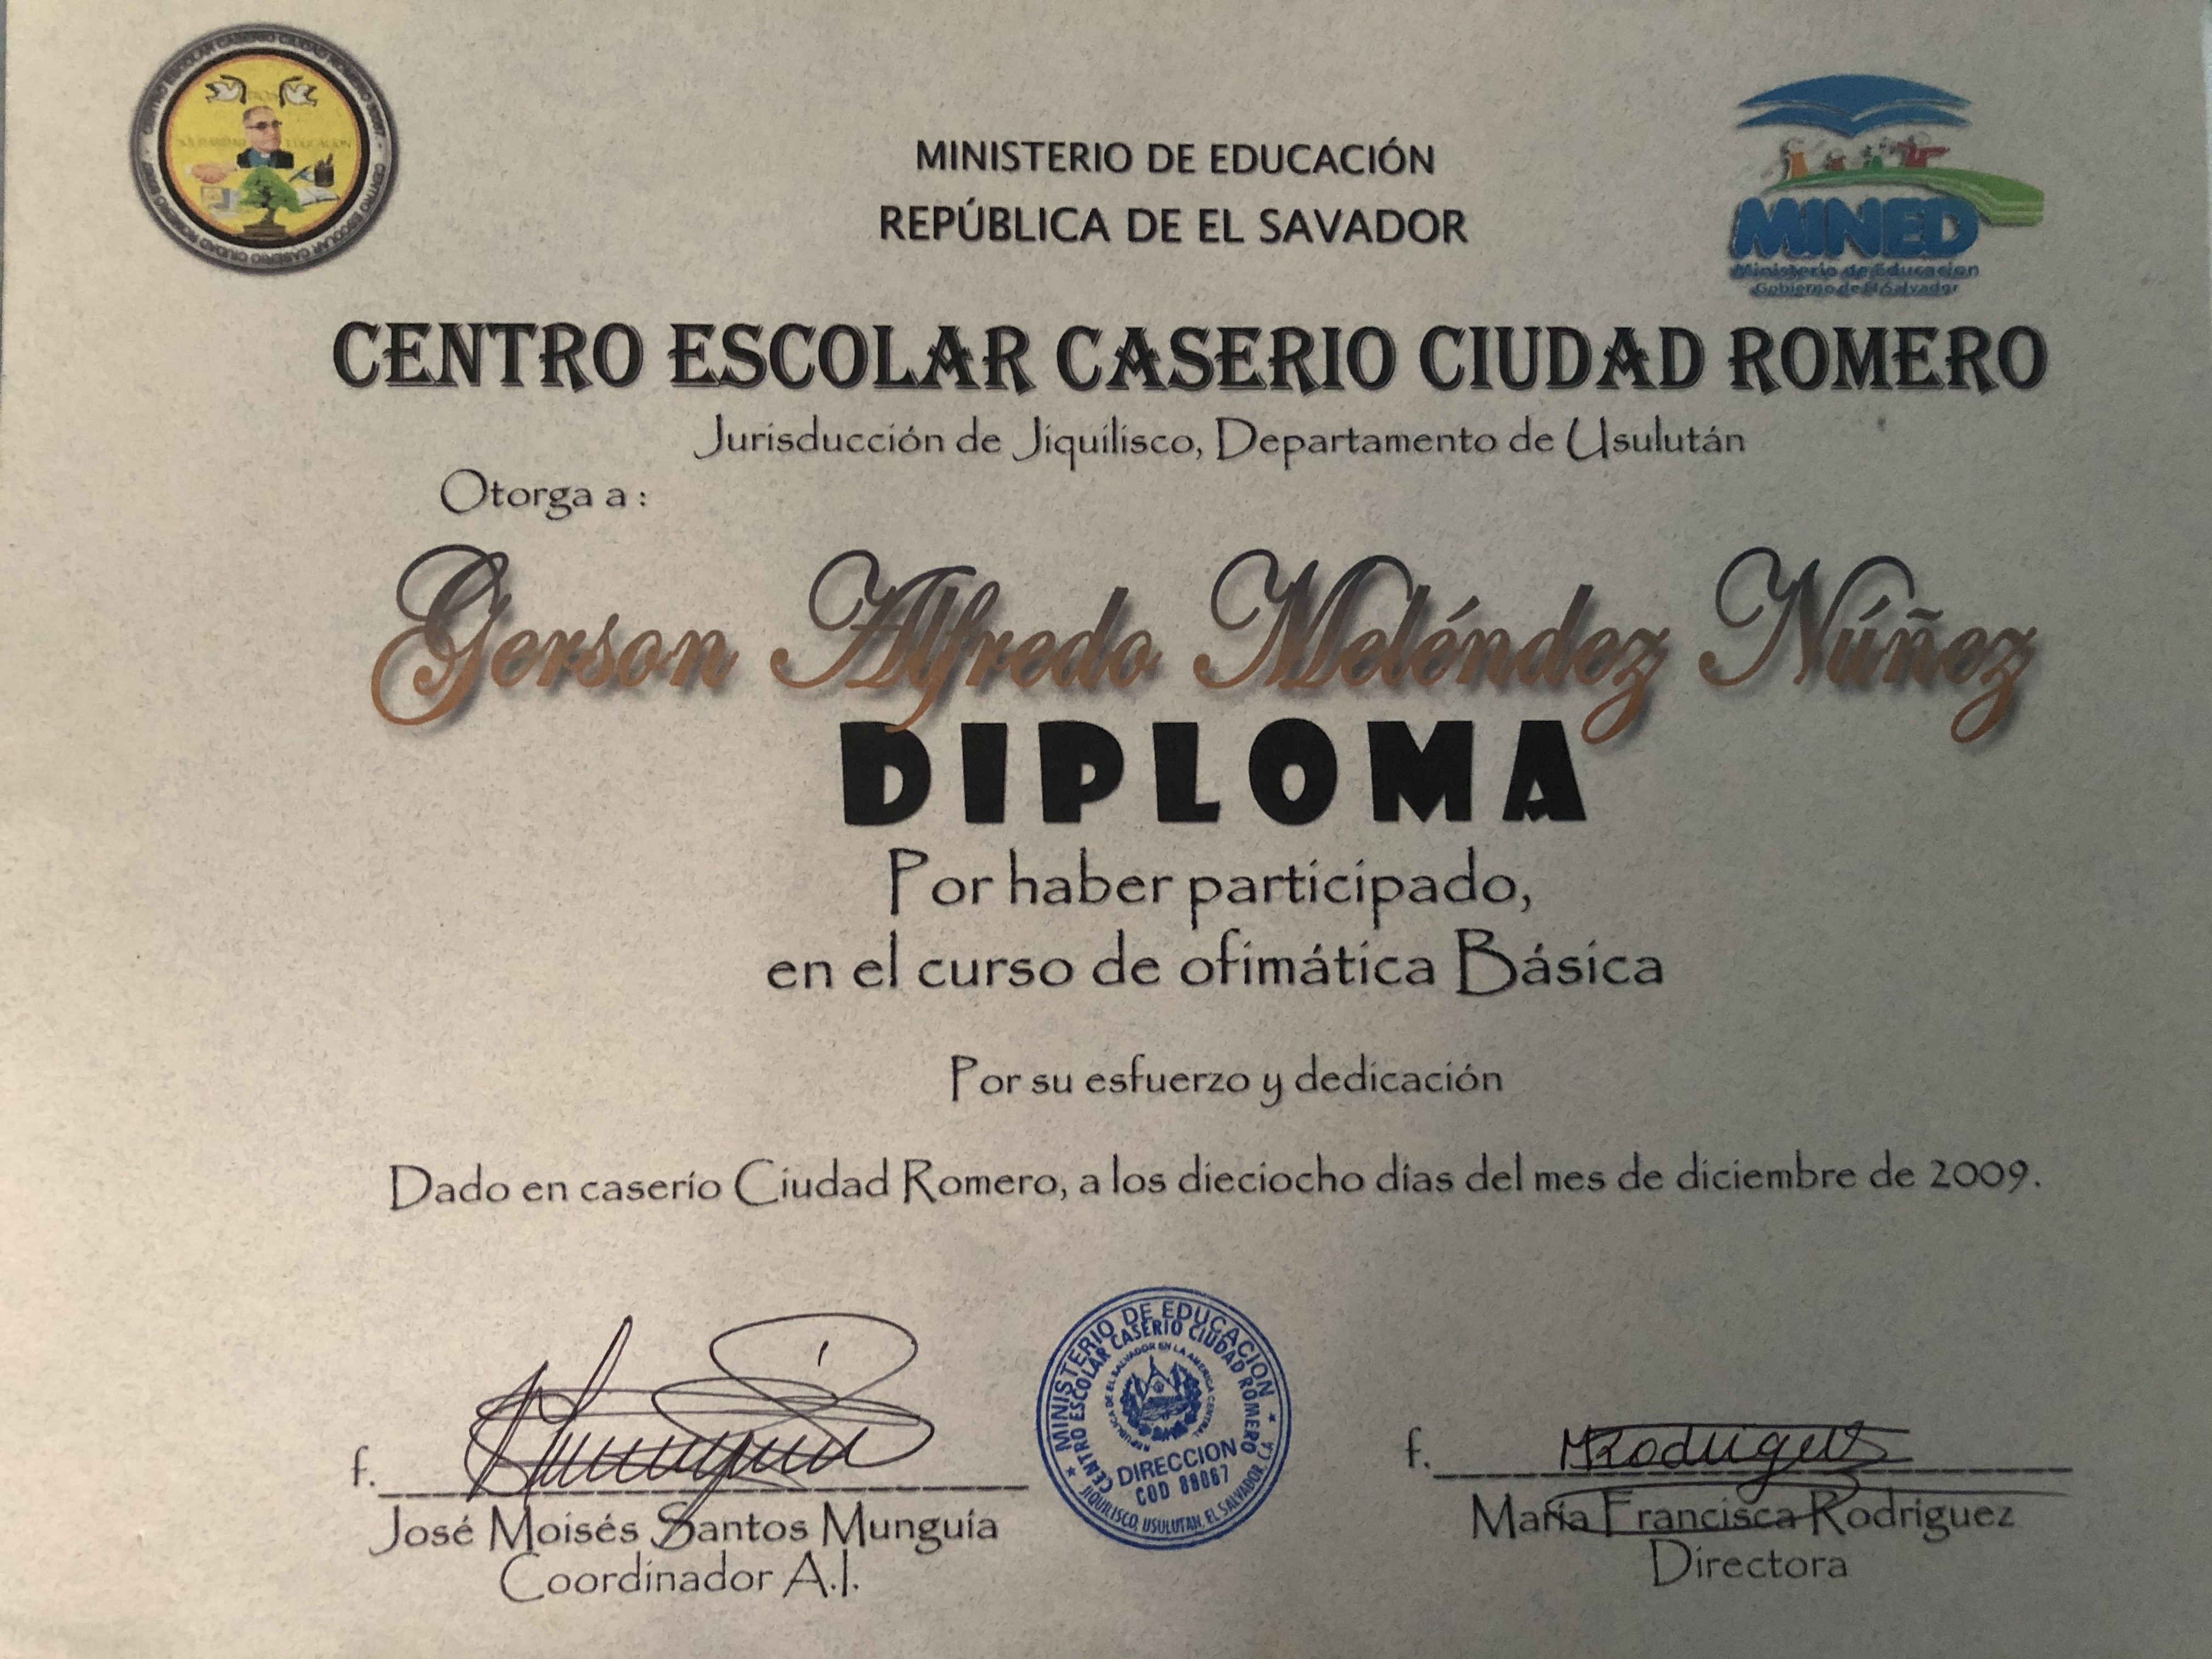 CENTRO ESCOLAR CASERIO CIUDAD ROMERO
EDUCACION
MINISTERIO DE EDUCACIÓN
REPÚBLICA DE EL SAVADOR
MINED
Ministerio de Educacion
Gobierno de El Salvador
CENTRO ESCOLAR CASERIO CIUDAD ROMERO
Jurisducción de Jiquilisco, Departamento de Usulután
Otorga a :
Gerson Alfredo Meléndez Núñez
DIPLOMA
Por haber participado,
en el curso de ofimática Básica
Por su esfuerzo y dedicación
Dado en caserío Ciudad Romero, a los dieciocho días del mes de diciembre de 2009.
MINISTERIO DE EDUCACION
CENTRO ESCOLAR CASERIO CIUDAD ROMERO
REPUBLICA DE EL SALVADOR EN LA AMERICA CENTRAL
DIRECCION
COD 88067
JIQUILISCO, USULUTAN, EL SALVADOR, C.A.
f.
José Moisés Santos Munguía
Coordinador A.I.
f. MRodriguez
María Francisca Rodríguez
Directora